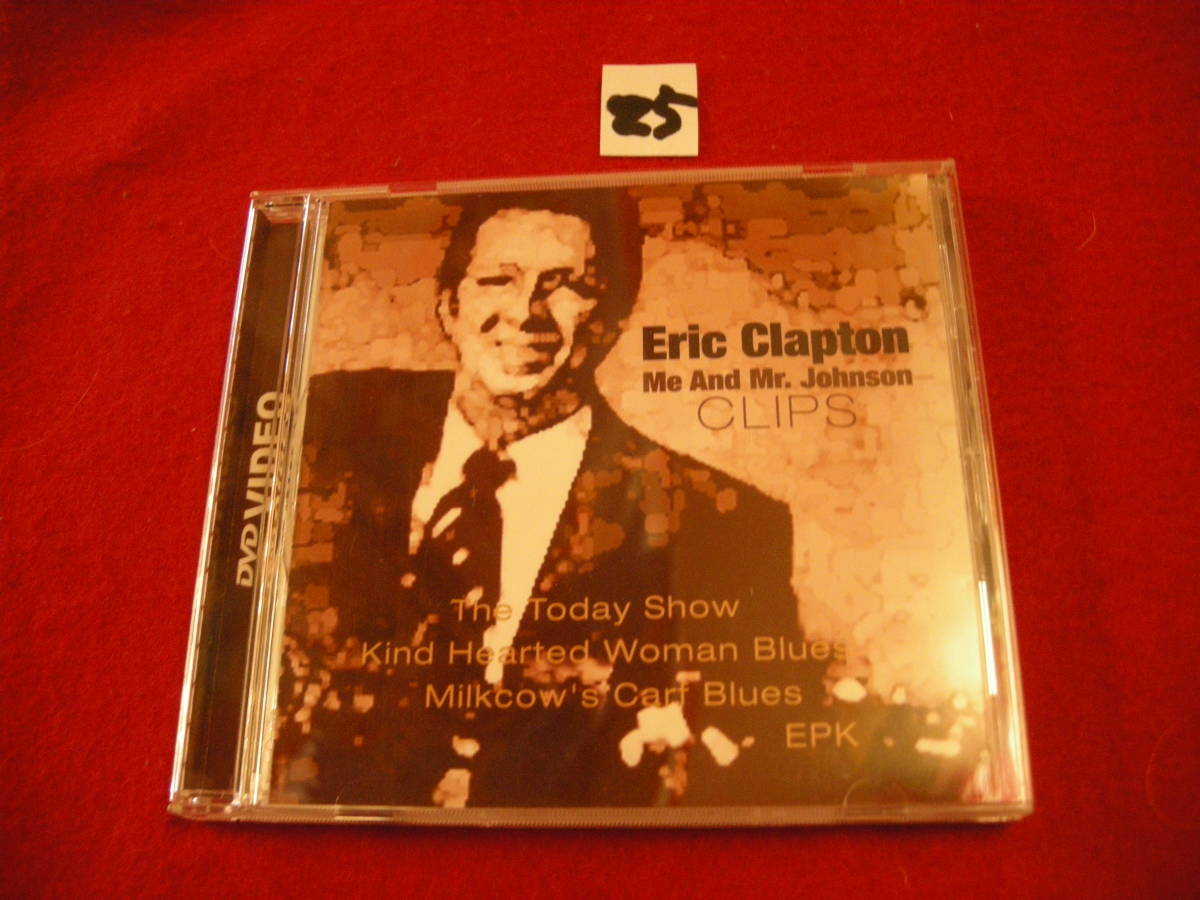 25
Eric Clapton
Me And Mr. Johnson
CLIPS
DVD VIDEO
The Today Show
Kind Hearted Woman Blues
Milkcow's Carf Blues
EPK